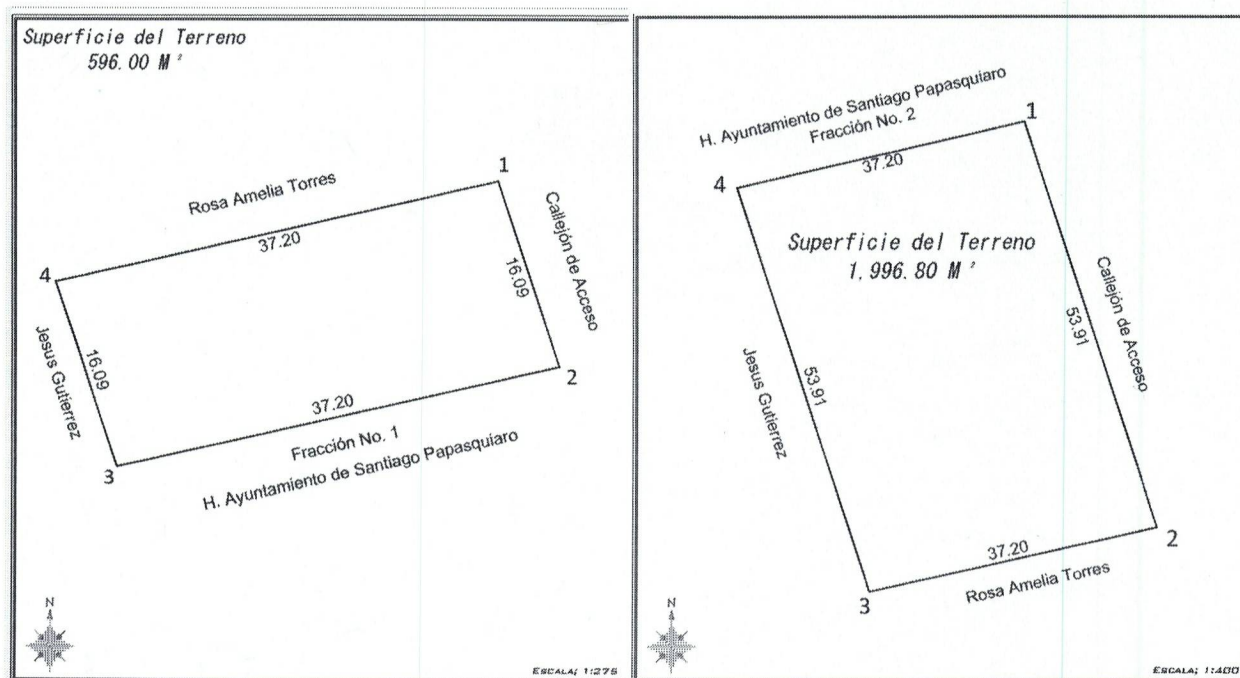 Superficie del Terreno
596.00 M²
Rosa Amelia Torres
37.20
1
Callejón de Acceso
16.09
2
4
Jesus Gutierrez
16.09
3
37.20
Fracción No. 1
H. Ayuntamiento de Santiago Papasquiaro
N
ESCALA; 1:275
H. Ayuntamiento de Santiago Papasquiaro
Fracción No. 2
37.20
1
4
Superficie del Terreno
1.996.80 M²
Callejón de Acceso
53.91
Jesus Gutierrez
53.91
2
37.20
Rosa Amelia Torres
3
N
ESCALA; 1:400